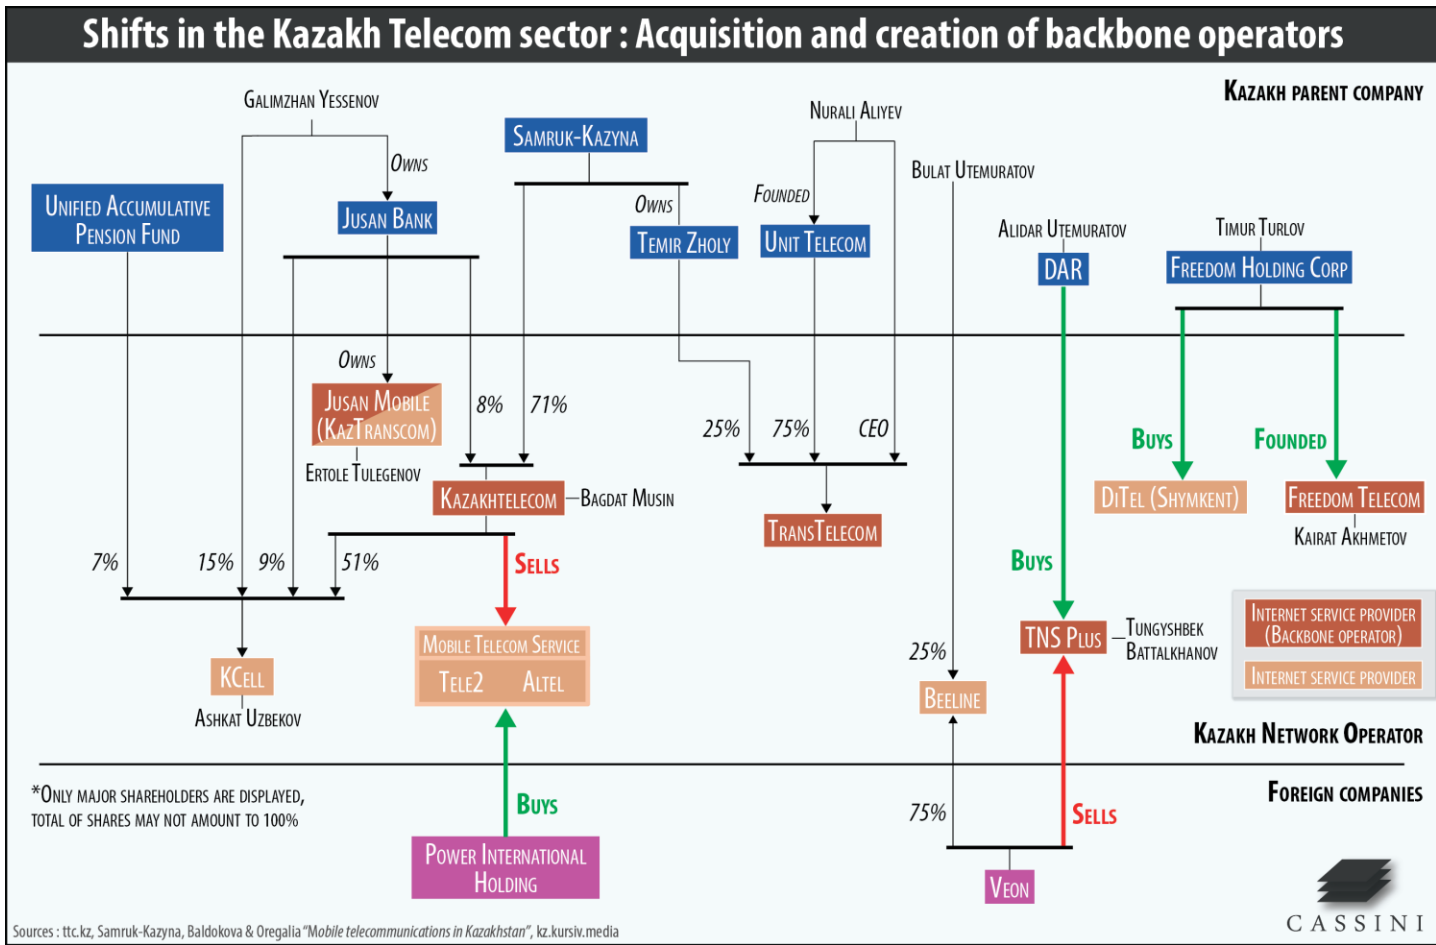 Shifts in the Kazakh Telecom sector : Acquisition and creation of backbone operators
Kazakh parent company
Galimzhan Yessenov
Nurali Aliyev
Samruk-Kazyna
Owns
Bulat Utemuratov
Unified Accumulative
Pension Fund
Jusan Bank
Owns
Founded
Temir Zholy
Unit Telecom
Alidar Utemuratov
DAR
Timur Turlov
Freedom Holding Corp
Owns
Jusan Mobile
(KazTranscom)
Ertole Tulegenov
8%
71%
25%
75%
CEO
Buys
Founded
Kazakhtelecom
Bagdat Musin
TransTelecom
DiTel (Shymkent)
Freedom Telecom
Kairat Akhmetov
7%
15%
9%
51%
Sells
Buys
Mobile Telecom Service
Tele2
Altel
KCell
Ashkat Uzbekov
25%
Beeline
TNS Plus
Tungyshbek
Battalkhanov
Internet service provider
(Backbone operator)
Internet service provider
Kazakh Network Operator
Foreign companies
*Only major shareholders are displayed,
total of shares may not amount to 100%
Buys
75%
Sells
Power International
Holding
Veon
CASSINI
Sources : ttc.kz, Samruk-Kazyna, Baldokova & Oregalia "Mobile telecommunications in Kazakhstan", kz.kursiv.media